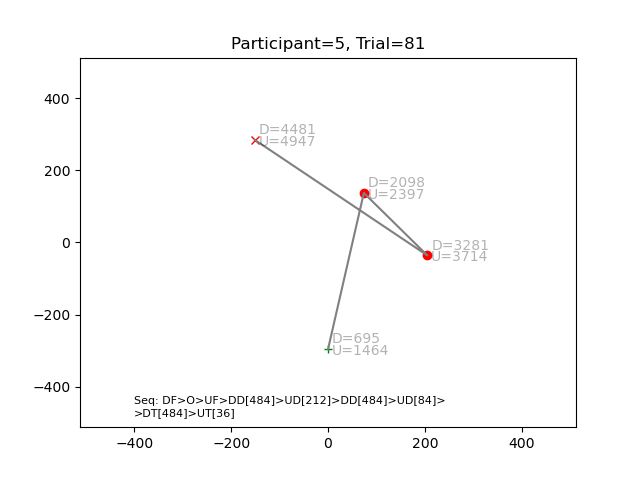 Participant=5, Trial=81
400
200
0
−200
−400
D=4481
U=4947
D=2098
U=2397
D=3281
U=3714
D=695
U=1464
Seq: DF>O>UF>DD[484]>UD[212]>DD[484]>UD[84]>
>DT[484]>UT[36]
−400
−200
0
200
400